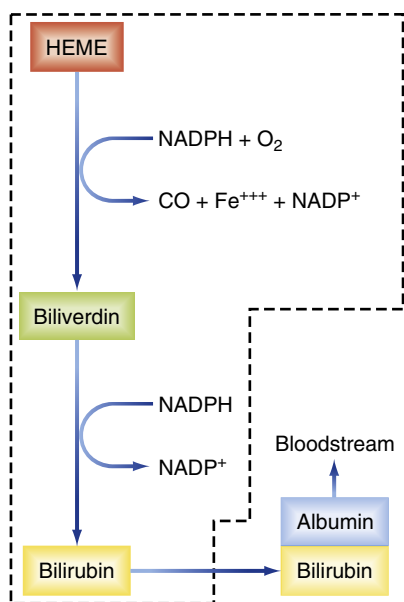 HEME
NADPH + O₂
CO + Fe⁺⁺⁺ + NADP⁺
Biliverdin
NADPH
NADP⁺
Bloodstream
Albumin
Bilirubin
Bilirubin